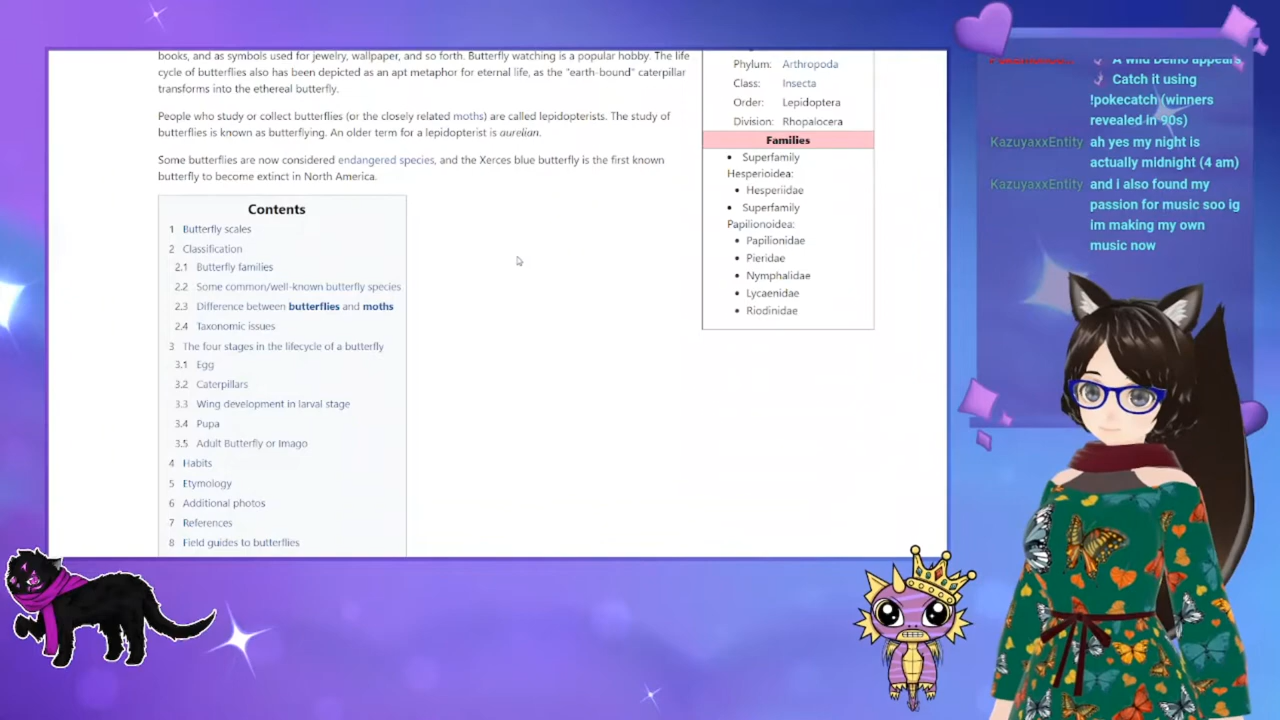 books, and as symbols used for jewelry, wallpaper, and so forth. Butterfly watching is a popular hobby. The life
cycle of butterflies also has been depicted as an apt metaphor for eternal life, as the "earth-bound" caterpillar
transforms into the ethereal butterfly.
People who study or collect butterflies (or the closely related moths) are called lepidopterists. The study of
butterflies is known as butterflying. An older term for a lepidopterist is aurelian.
Some butterflies are now considered endangered species, and the Xerces blue butterfly is the first known
butterfly to become extinct in North America.
Contents
1 Butterfly scales
2 Classification
2.1 Butterfly families
2.2 Some common/well-known butterfly species
2.3 Difference between butterflies and moths
2.4 Taxonomic issues
3 The four stages in the lifecycle of a butterfly
3.1 Egg
3.2 Caterpillars
3.3 Wing development in larval stage
3.4 Pupa
3.5 Adult Butterfly or Imago
4 Habits
5 Etymology
6 Additional photos
7 References
8 Field guides to butterflies
Phylum: Arthropoda
Class: Insecta
Order: Lepidoptera
Division: Rhopalocera
Families
• Superfamily
Hesperioidea:
• Hesperiidae
• Superfamily
Papilionoidea:
• Papilionidae
• Pieridae
• Nymphalidae
• Lycaenidae
• Riodinidae
A wild Deino appears
Catch it using
!pokecatch (winners
revealed in 90s)
KazuyaxxEntity ah yes my night is
actually midnight (4 am)
KazuyaxxEntity and i also found my
passion for music soo ig
im making my own
music now